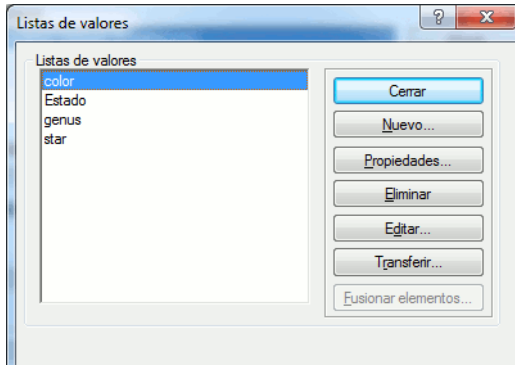 Listas de valores
Listas de valores
color
Estado
genus
star
Cerrar
Nuevo...
Propiedades...
Eliminar
Editar...
Transferir...
Fusionar elementos...